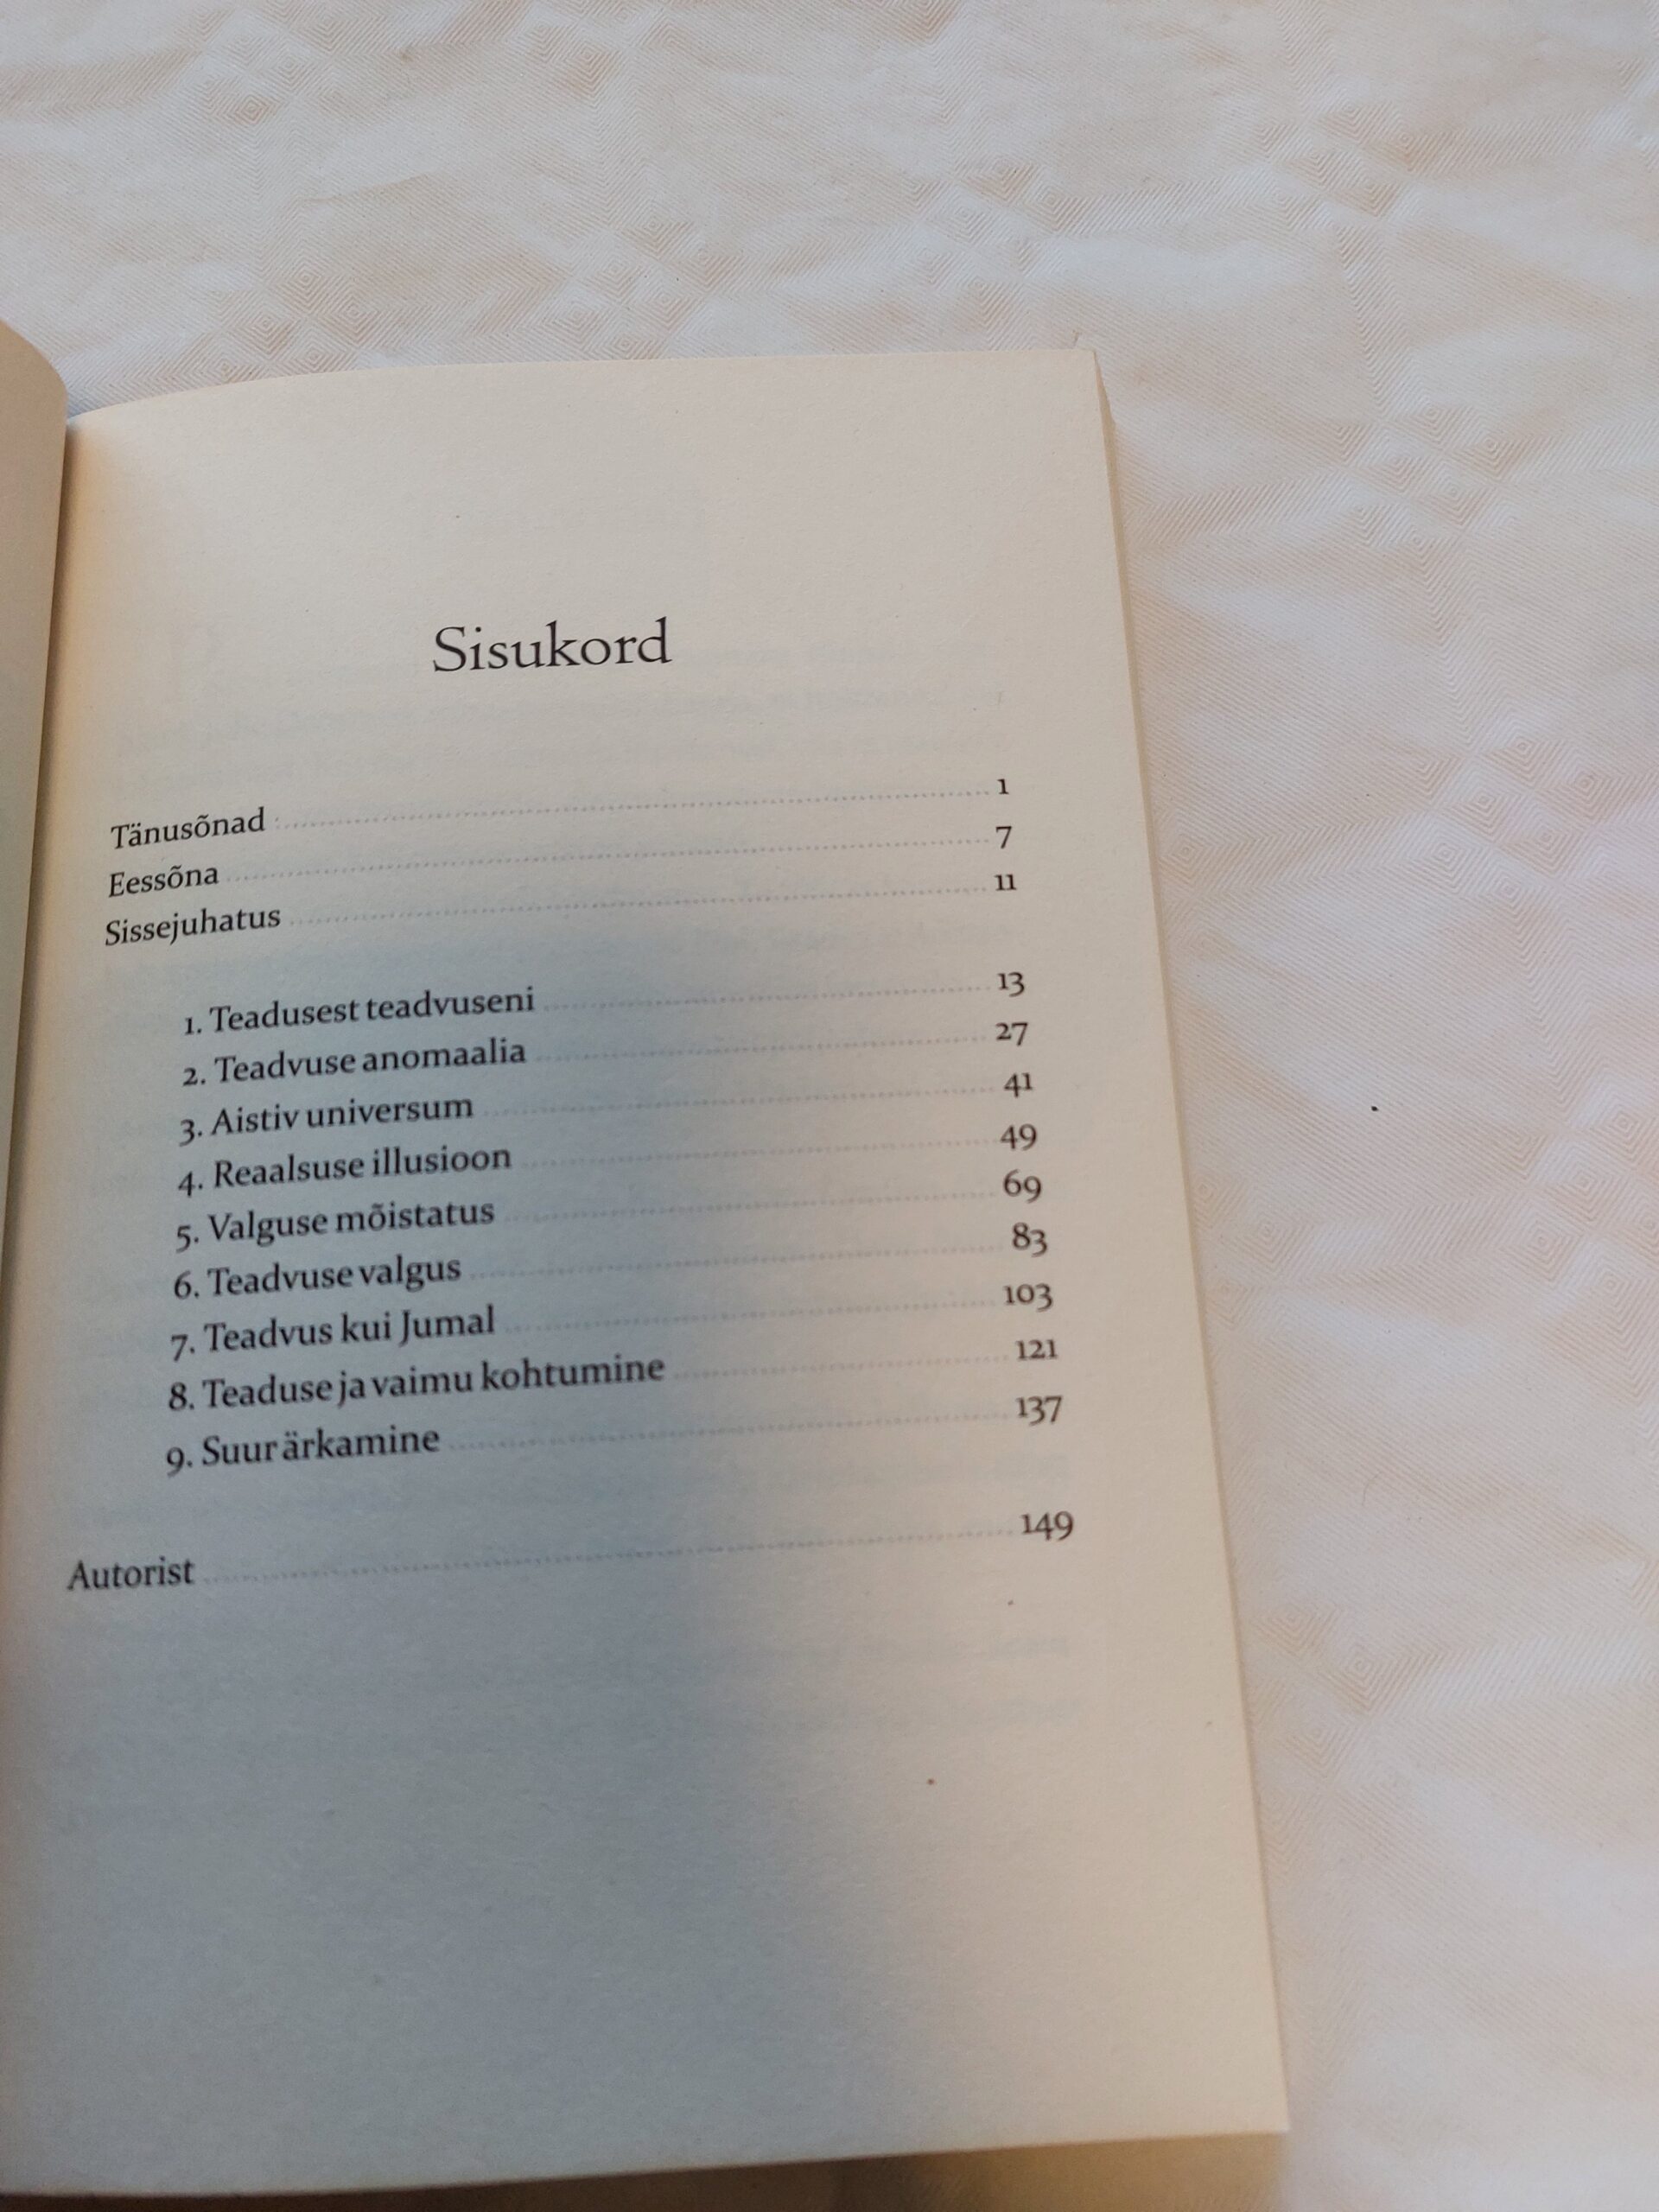 Sisukord
Tänusõnad 1
Eessõna 7
Sissejuhatus 11
1. Teadusest teadvuseni 13
2. Teadvuse anomaalia 27
3. Aistiv universum 41
4. Reaalsuse illusioon 49
5. Valguse mõistatus 69
6. Teadvuse valgus 83
7. Teadvus kui Jumal 103
8. Teaduse ja vaimu kohtumine 121
9. Suur ärkamine 137
Autorist 149